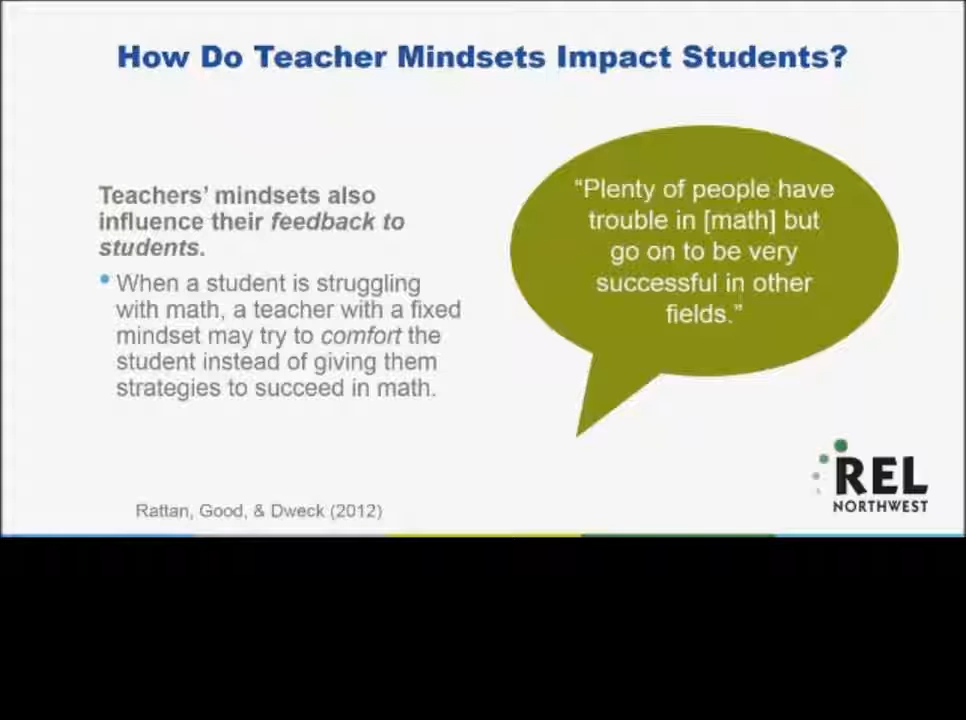 How Do Teacher Mindsets Impact Students?
Teachers’ mindsets also
influence their feedback to
students.
• When a student is struggling
with math, a teacher with a fixed
mindset may try to comfort the
student instead of giving them
strategies to succeed in math.
“Plenty of people have
trouble in [math] but
go on to be very
successful in other
fields.”
Rattan, Good, & Dweck (2012)
REL
NORTHWEST